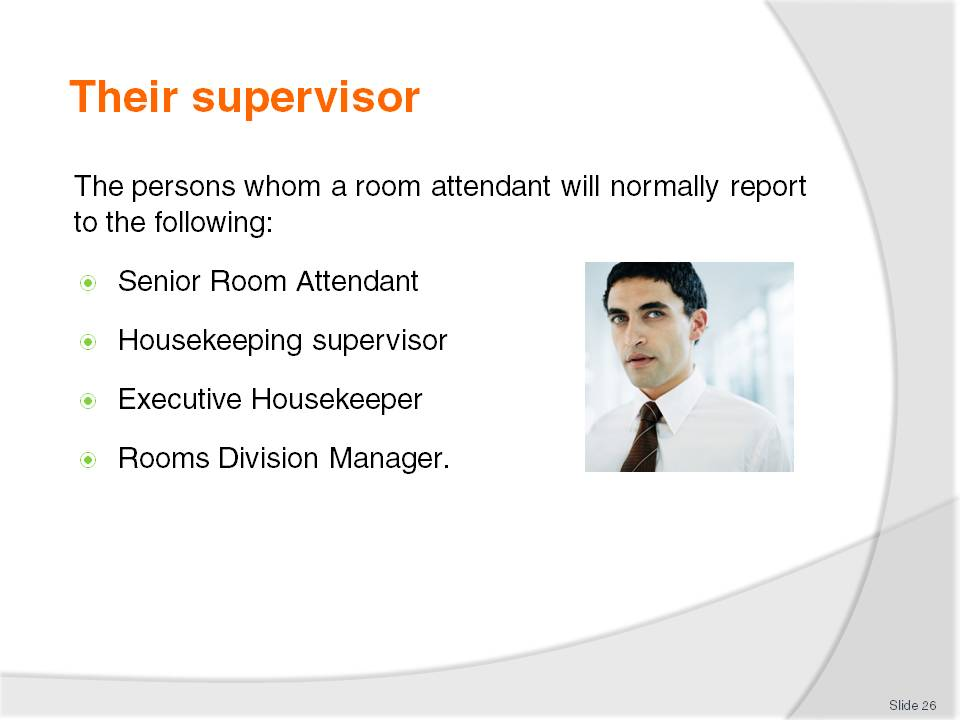 Their supervisor
The persons whom a room attendant will normally report
to the following:
Senior Room Attendant
Housekeeping supervisor
Executive Housekeeper
Rooms Division Manager.
Slide 26